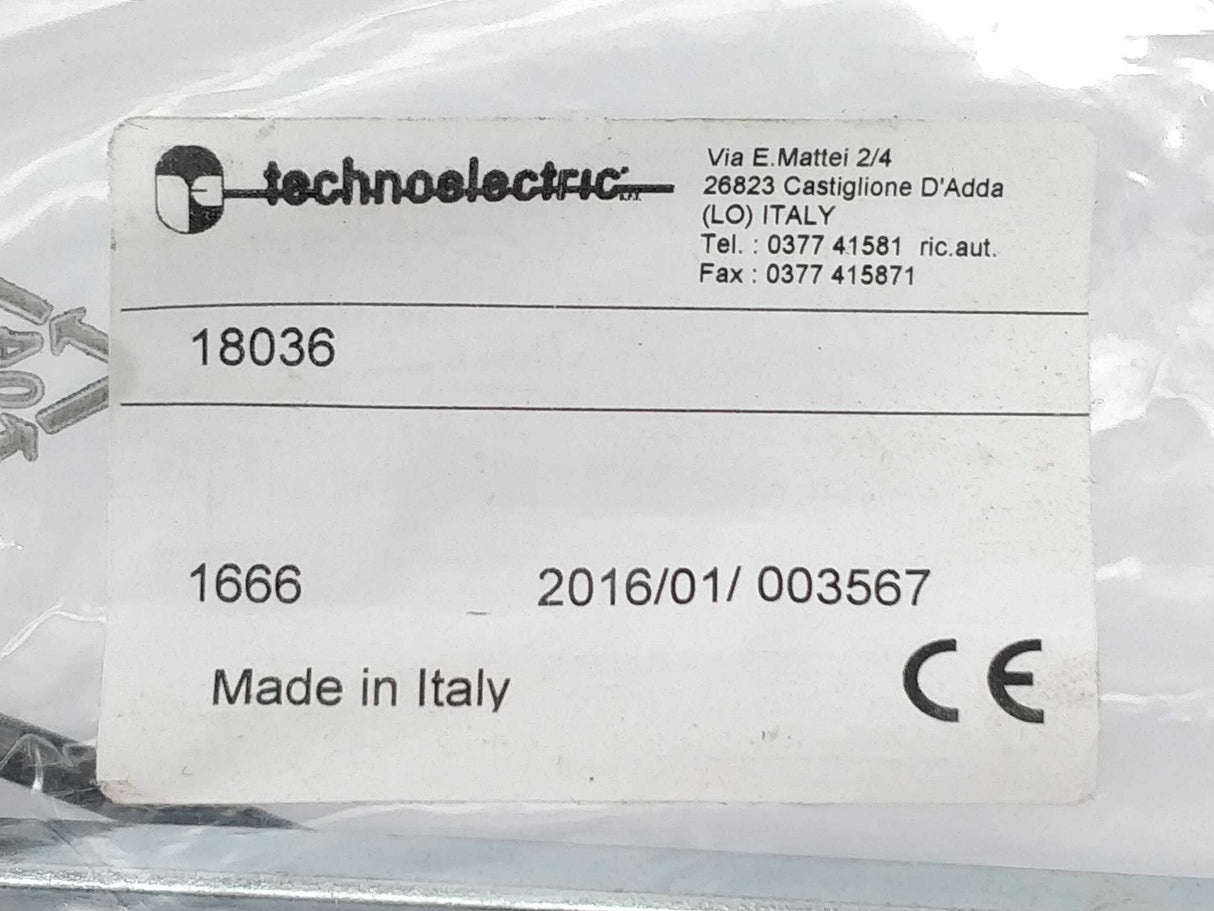 technoelectric
Via E.Mattei 2/4
26823 Castiglione D'Adda
(LO) ITALY
Tel. : 0377 41581 ric.aut.
Fax : 0377 415871
18036
1666 2016/01/ 003567
Made in Italy
CE